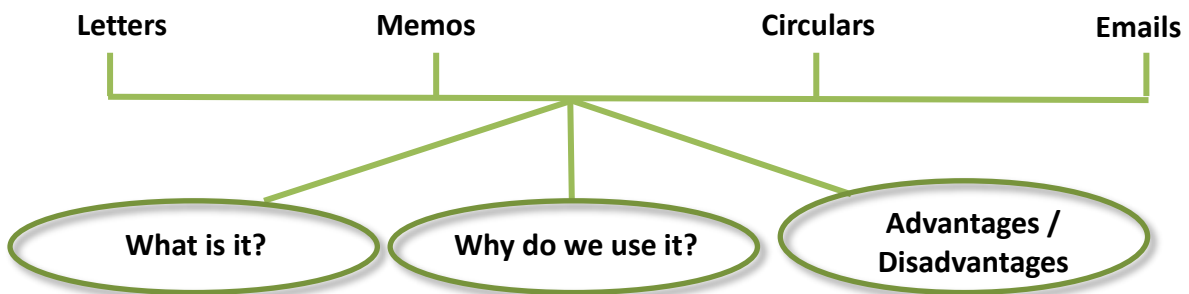 Letters
Memos
Circulars
Emails
What is it?
Why do we use it?
Advantages /
Disadvantages